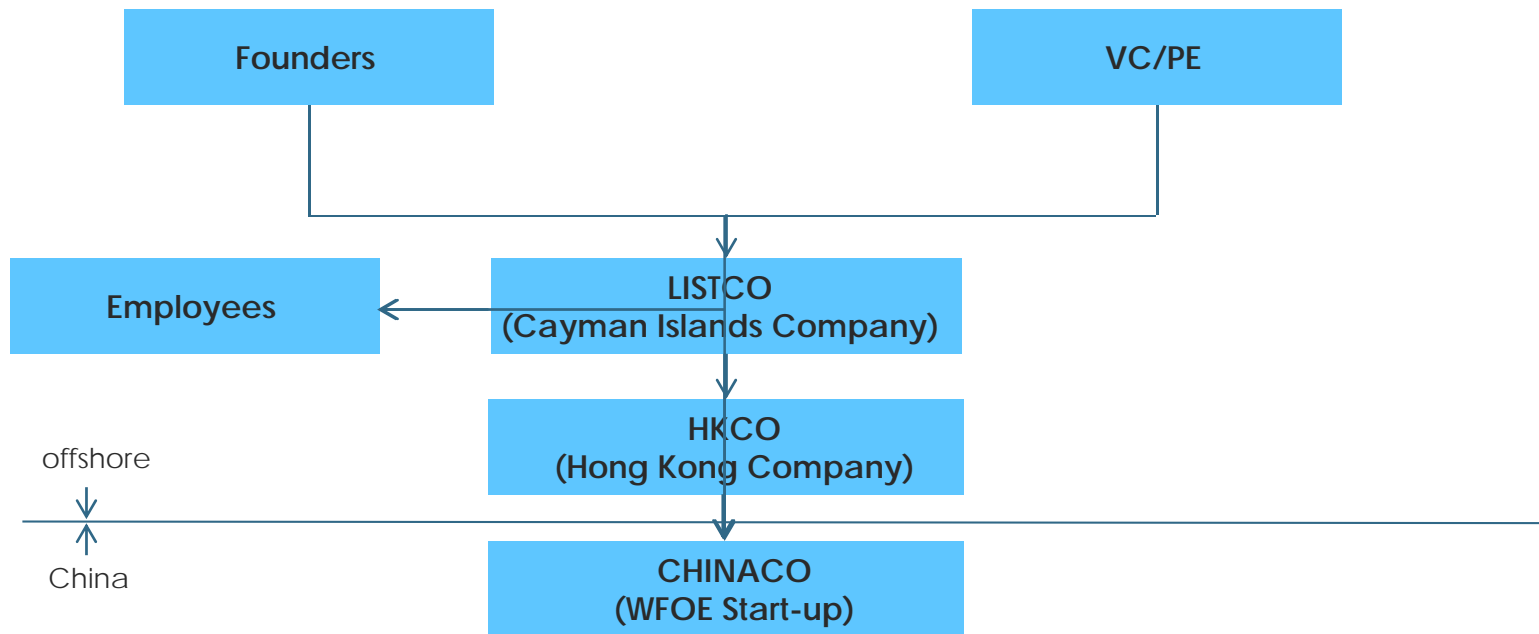 Founders
VC/PE
Employees
LISTCO
(Cayman Islands Company)
HKCO
(Hong Kong Company)
offshore
China
CHINACO
(WFOE Start-up)